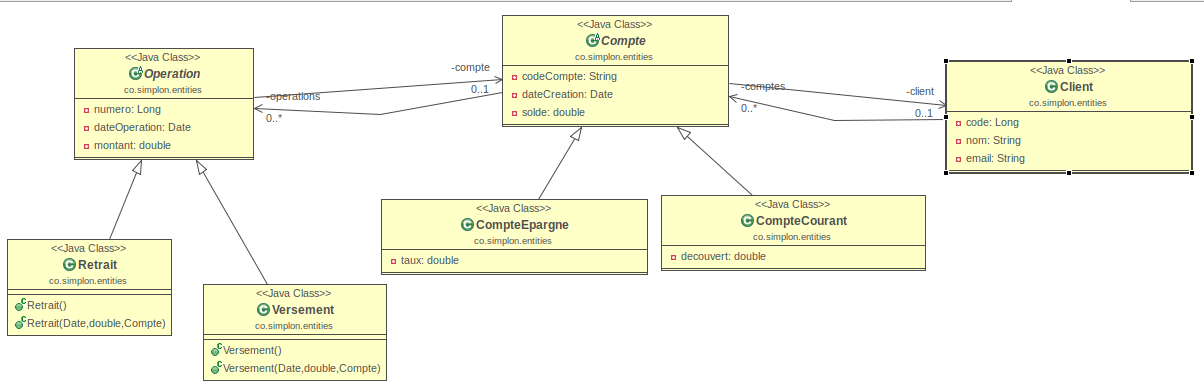 <<Java Class>>
Operation
co.simplon.entities
numero: Long
dateOperation: Date
montant: double
-compte
0..1
-operations
0..*
<<Java Class>>
Compte
co.simplon.entities
codeCompte: String
dateCreation: Date
solde: double
-comptes
0..*
-client
0..1
<<Java Class>>
Client
co.simplon.entities
code: Long
nom: String
email: String
<<Java Class>>
Retrait
co.simplon.entities
Retrait()
Retrait(Date,double,Compte)
<<Java Class>>
Versement
co.simplon.entities
Versement()
Versement(Date,double,Compte)
<<Java Class>>
CompteEpargne
co.simplon.entities
taux: double
<<Java Class>>
CompteCourant
co.simplon.entities
decouvert: double